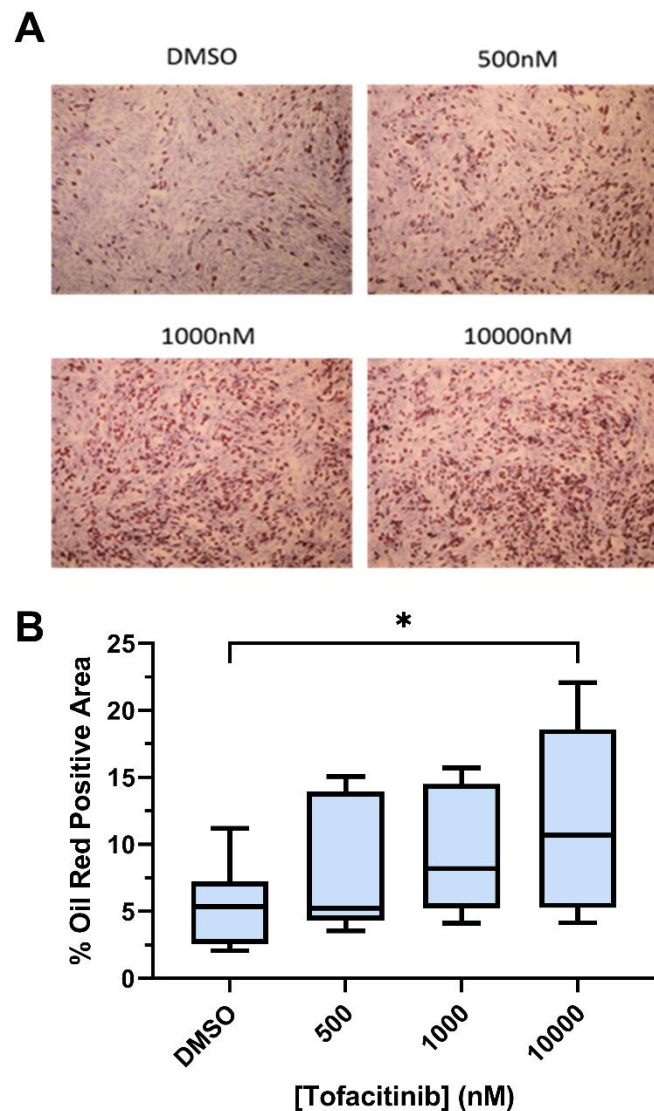 A
DMSO 500nM
1000nM 10000nM
B
*
% Oil Red Positive Area
25
20
15
10
5
0
DMSO 500 1000 10000
[Tofacitinib] (nM)